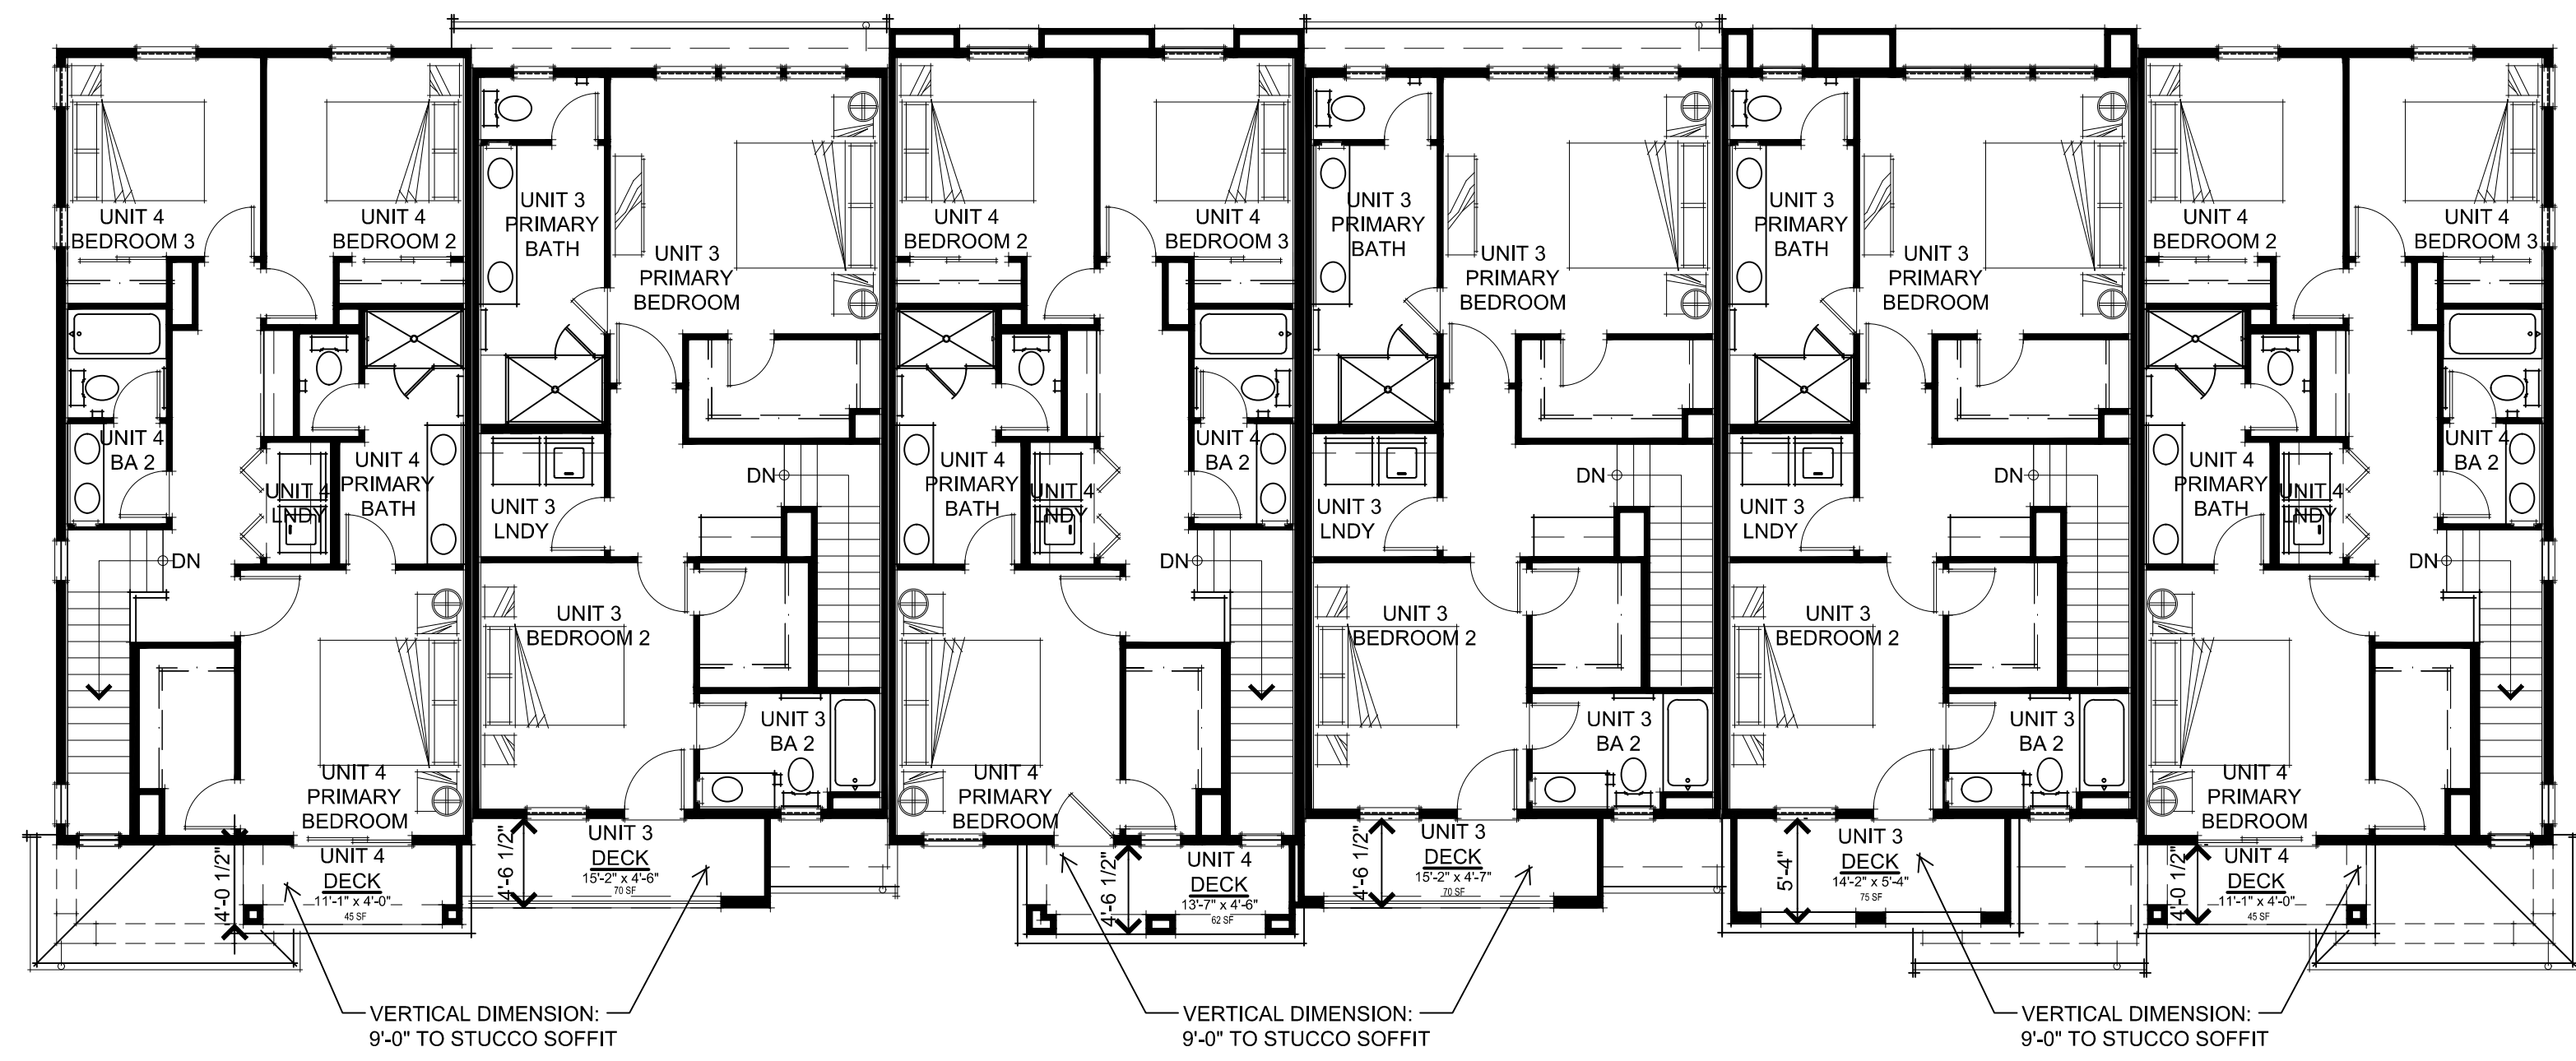 UNIT 4
BEDROOM 3
UNIT 4
BEDROOM 2
UNIT 4
BA 2
UNIT 4
LNDY
UNIT 4
PRIMARY
BATH
DN
UNIT 4
PRIMARY
BEDROOM
4'-0 1/2"
UNIT 4
DECK
11'-1" x 4'-0"
45 SF
UNIT 3
PRIMARY
BATH
UNIT 3
PRIMARY
BEDROOM
UNIT 3
LNDY
DN
UNIT 3
BEDROOM 2
UNIT 3
BA 2
4'-6 1/2"
UNIT 3
DECK
15'-2" x 4'-6"
70 SF
UNIT 4
BEDROOM 2
UNIT 4
BEDROOM 3
UNIT 4
PRIMARY
BATH
UNIT 4
LNDY
UNIT 4
BA 2
DN
UNIT 4
PRIMARY
BEDROOM
4'-6 1/2"
UNIT 4
DECK
13'-7" x 4'-6"
62 SF
UNIT 3
PRIMARY
BATH
UNIT 3
PRIMARY
BEDROOM
UNIT 3
LNDY
DN
UNIT 3
BEDROOM 2
UNIT 3
BA 2
4'-6 1/2"
UNIT 3
DECK
15'-2" x 4'-7"
70 SF
UNIT 3
PRIMARY
BATH
UNIT 3
PRIMARY
BEDROOM
UNIT 3
LNDY
DN
UNIT 3
BEDROOM 2
UNIT 3
BA 2
5'-4"
UNIT 3
DECK
14'-2" x 5'-4"
75 SF
UNIT 4
BEDROOM 2
UNIT 4
BEDROOM 3
UNIT 4
PRIMARY
BATH
UNIT 4
LNDY
UNIT 4
BA 2
DN
UNIT 4
PRIMARY
BEDROOM
4'-0 1/2"
UNIT 4
DECK
11'-1" x 4'-0"
45 SF
VERTICAL DIMENSION:
9'-0" TO STUCCO SOFFIT
VERTICAL DIMENSION:
9'-0" TO STUCCO SOFFIT
VERTICAL DIMENSION:
9'-0" TO STUCCO SOFFIT